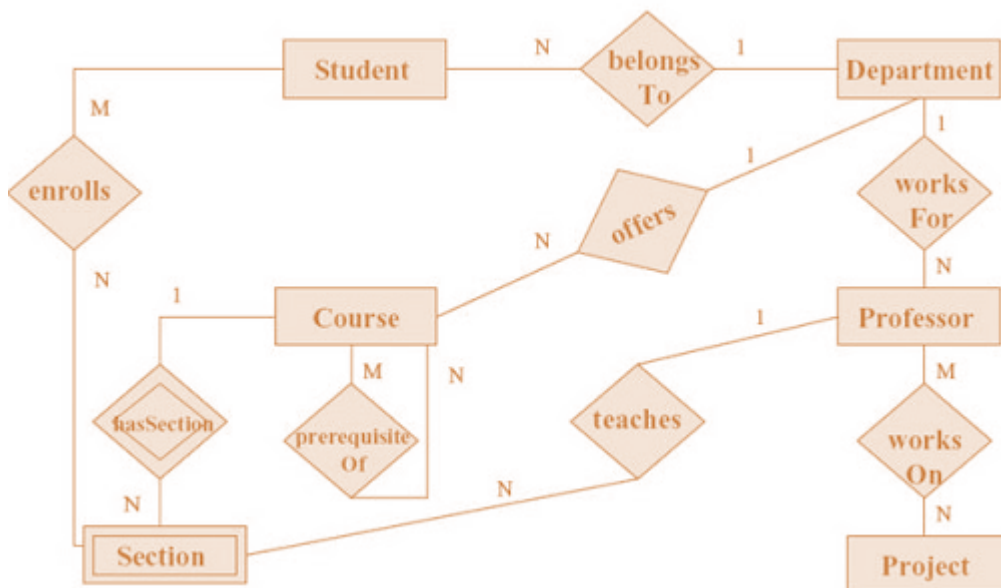 Student
N
belongs
To
1
Department
M
1
enrolls
1
works
For
offers
N
N
N
1
Course
1
Professor
M
N
M
hasSection
prerequisite
Of
teaches
works
On
N
N
N
Section
Project